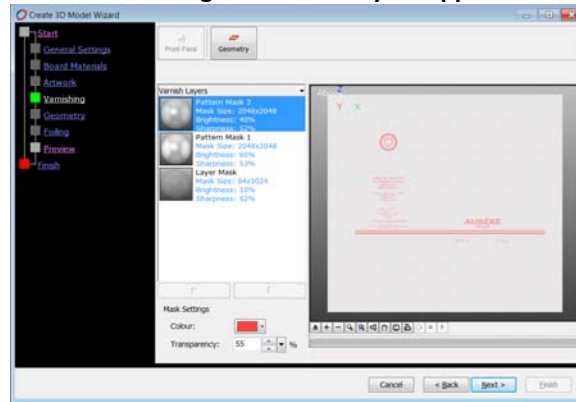 Create 3D Model Wizard
Start
General Settings
Board Materials
Artwork
Varnishing
Geometry
Foiling
Preview
Finish
Print-Face
Geometry
Varnish Layers
Pattern Mask 2
Mask Size: 2048x2048
Brightness: 40%
Sharpness: 52%
Pattern Mask 1
Mask Size: 2048x2048
Brightness: 60%
Sharpness: 53%
Layer Mask
Mask Size: 64x1024
Brightness: 10%
Sharpness: 52%
Z
Y X
AUBERE
Mask Settings
Colour:
Transparency: 55 %
Cancel < Back Next > Finish